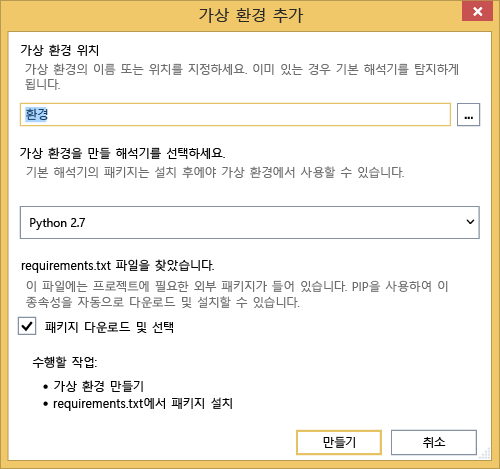 가상 환경 추가
가상 환경 위치
가상 환경의 이름 또는 위치를 지정하세요. 이미 있는 경우 기본 해석기를 탐지하게
됩니다.
환경
...
가상 환경을 만들 해석기를 선택하세요.
기본 해석기의 패키지는 설치 후에야 가상 환경에서 사용할 수 있습니다.
Python 2.7
requirements.txt 파일을 찾았습니다.
이 파일에는 프로젝트에 필요한 외부 패키지가 들어 있습니다. PIP을 사용하여 이
종속성을 자동으로 다운로드 및 설치할 수 있습니다.
패키지 다운로드 및 선택
수행할 작업:
• 가상 환경 만들기
• requirements.txt에서 패키지 설치
만들기
취소